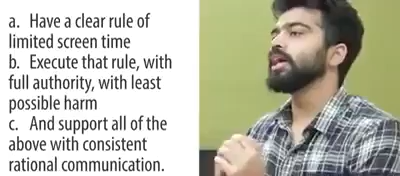 a. Have a clear rule of
limited screen time
b. Execute that rule, with
full authority, with least
possible harm
c. And support all of the
above with consistent
rational communication.